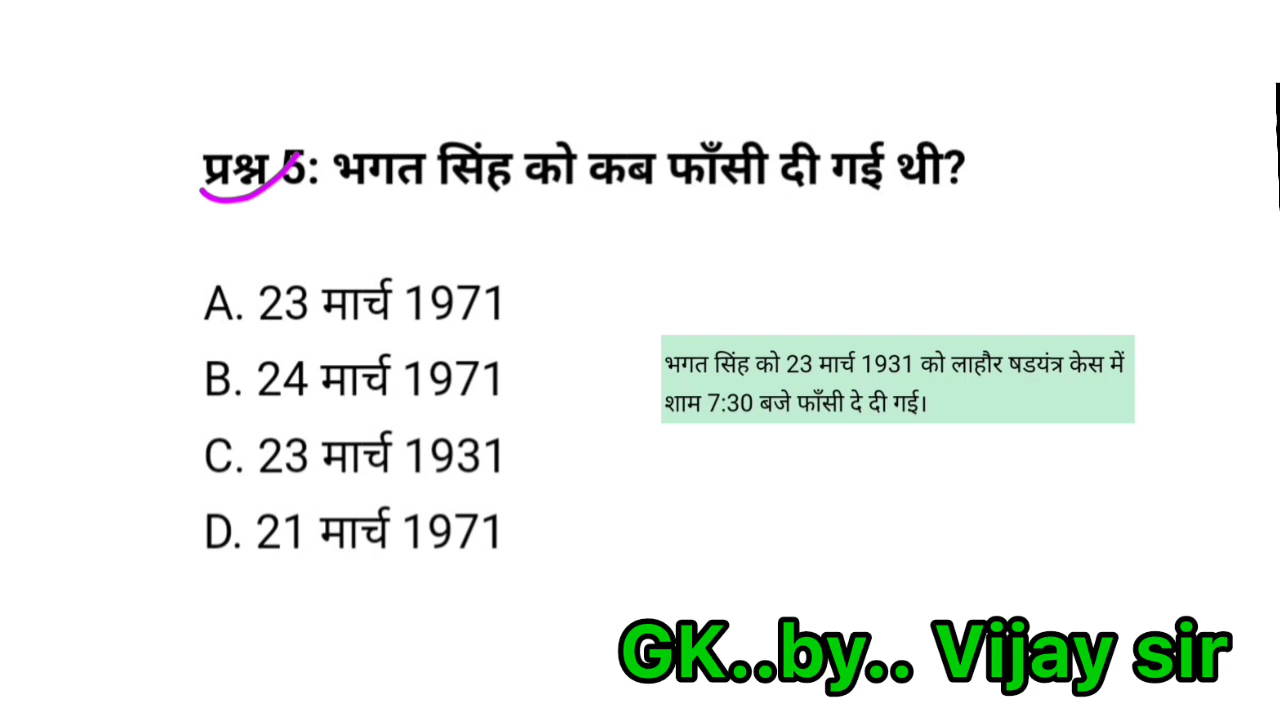 प्रश्न 5: भगत सिंह को कब फाँसी दी गई थी?
A. 23 मार्च 1971
B. 24 मार्च 1971
C. 23 मार्च 1931
D. 21 मार्च 1971
भगत सिंह को 23 मार्च 1931 को लाहौर षडयंत्र केस में
शाम 7:30 बजे फाँसी दे दी गई।
GK..by.. Vijay sir